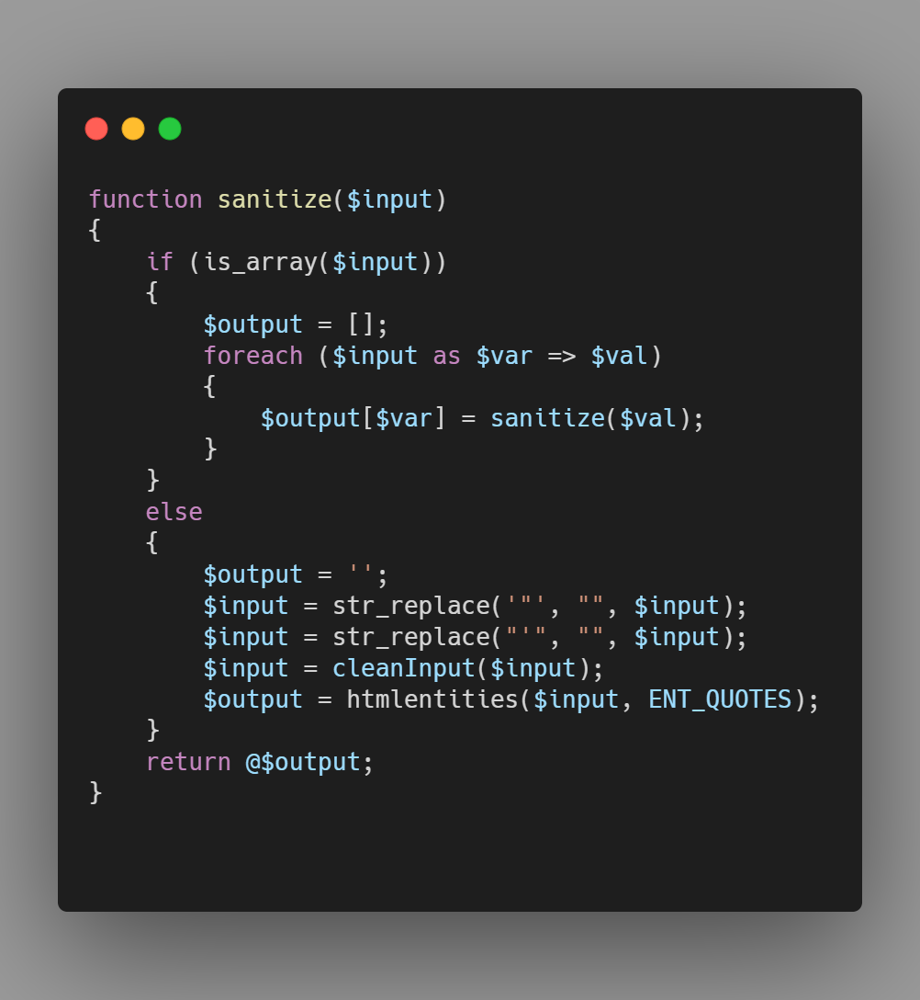 function sanitize($input)
{
    if (is_array($input))
    {
        $output = [];
        foreach ($input as $var => $val)
        {
            $output[$var] = sanitize($val);
        }
    }
    else
    {
        $output = '';
        $input = str_replace('"', "", $input);
        $input = str_replace("'", "", $input);
        $input = cleanInput($input);
        $output = htmlentities($input, ENT_QUOTES);
    }
    return @$output;
}